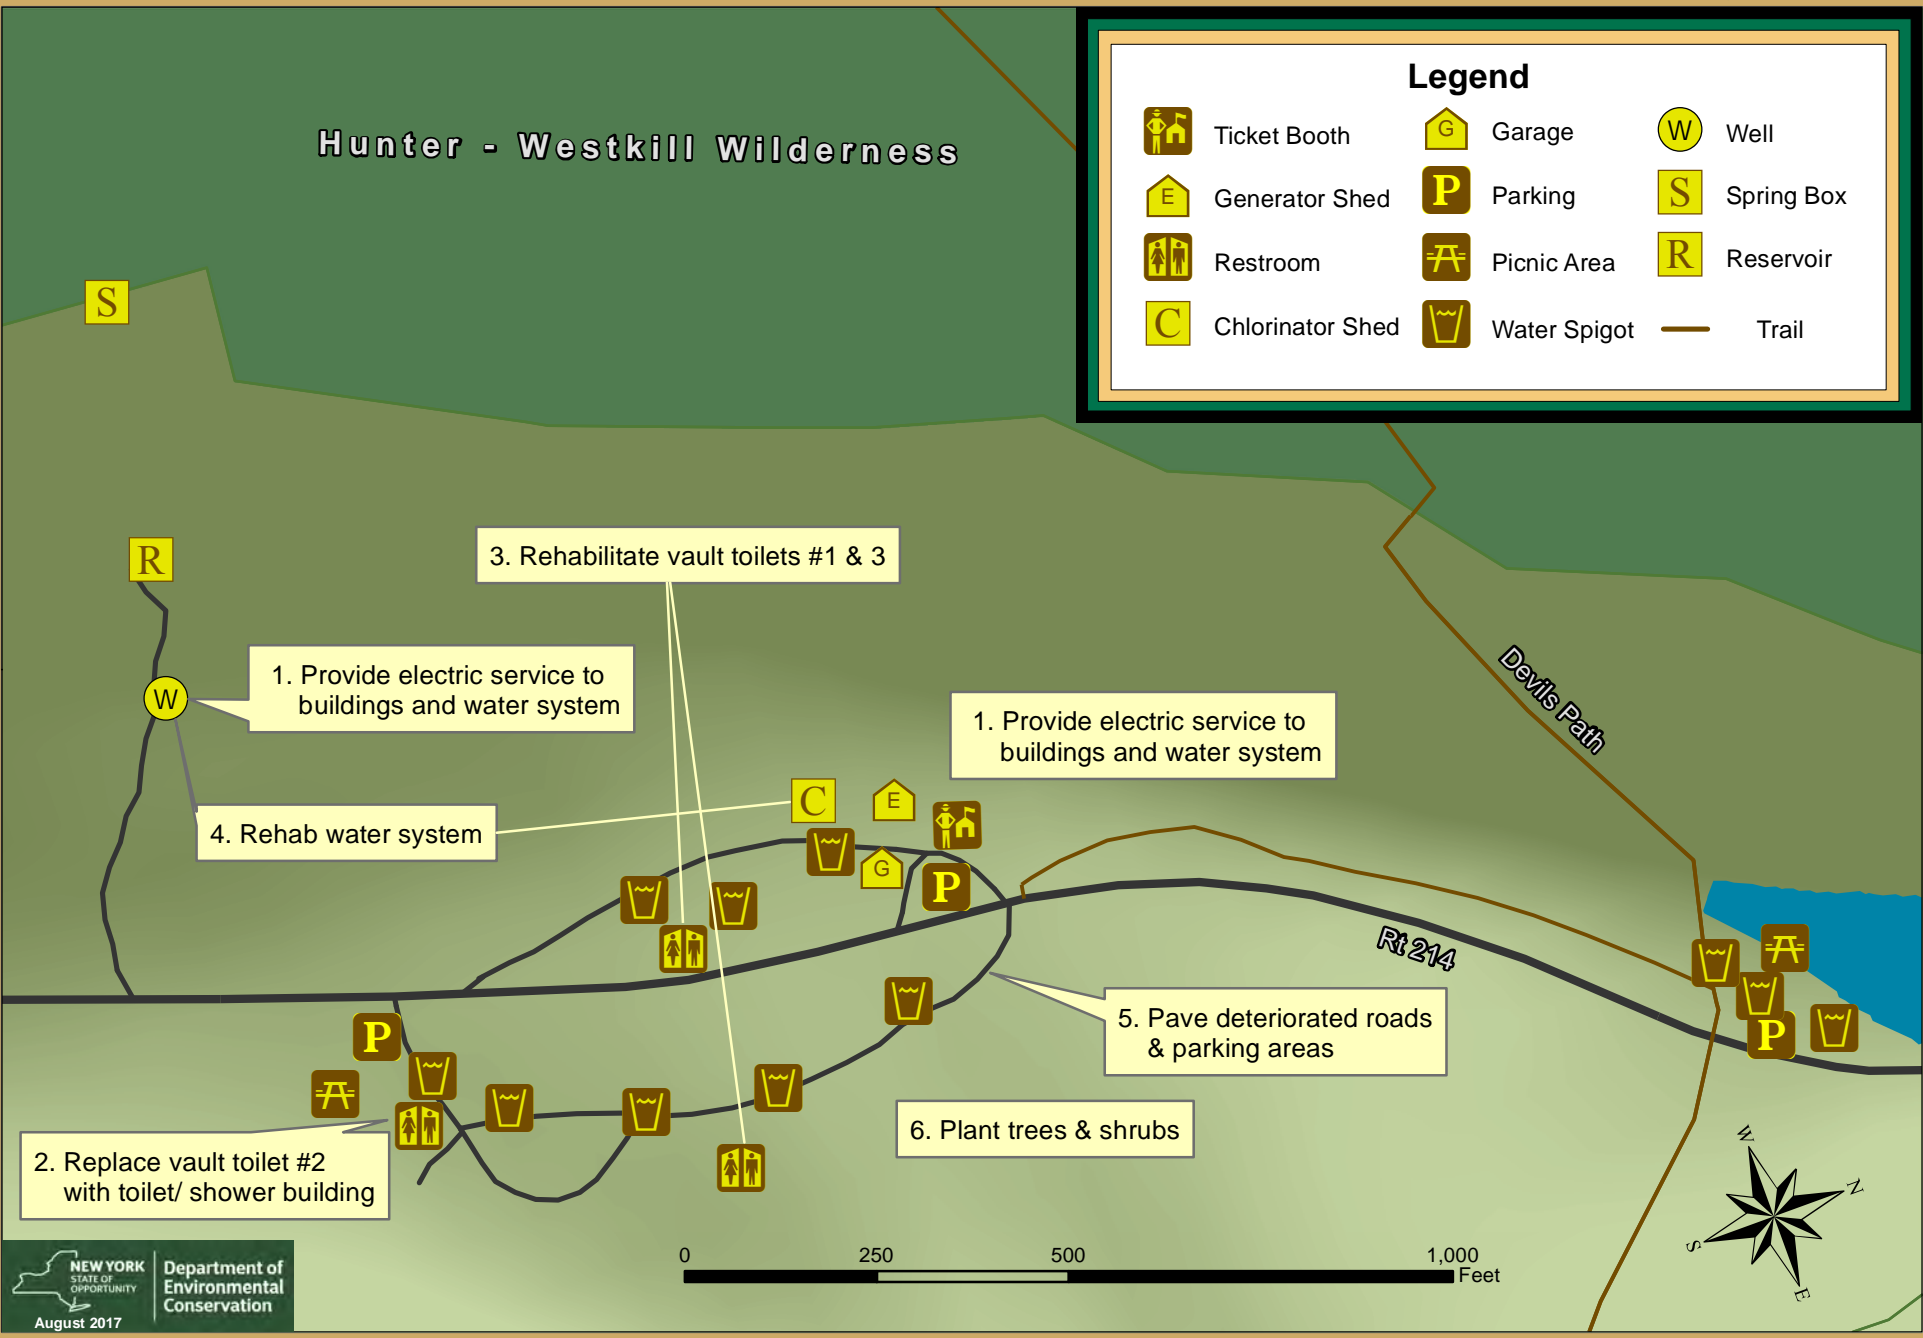 Hunter - Westkill Wilderness
Legend
Ticket Booth
G
Garage
W
Well
E
Generator Shed
P
Parking
S
Spring Box
Restroom
Picnic Area
R
Reservoir
C
Chlorinator Shed
Water Spigot
Trail
S
R
3. Rehabilitate vault toilets #1 & 3
W
1. Provide electric service to
buildings and water system
1. Provide electric service to
buildings and water system
Devils Path
4. Rehab water system
C
E
G
P
Rt 214
5. Pave deteriorated roads
& parking areas
P
P
6. Plant trees & shrubs
2. Replace vault toilet #2
with toilet/ shower building
W
N
S
E
0
250
500
1,000
Feet
NEW YORK
STATE OF
OPPORTUNITY
Department of
Environmental
Conservation
August 2017